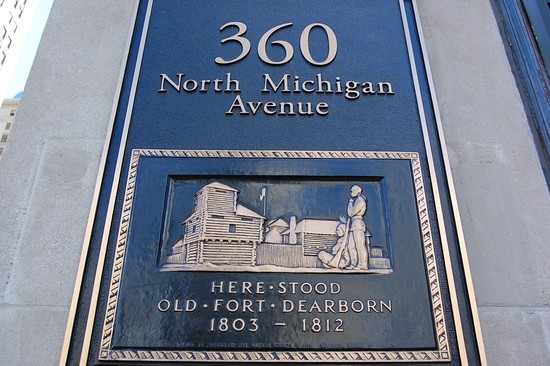 360
North Michigan
Avenue
HERE·STOOD
OLD·FORT·DEARBORN
1803 – 1812